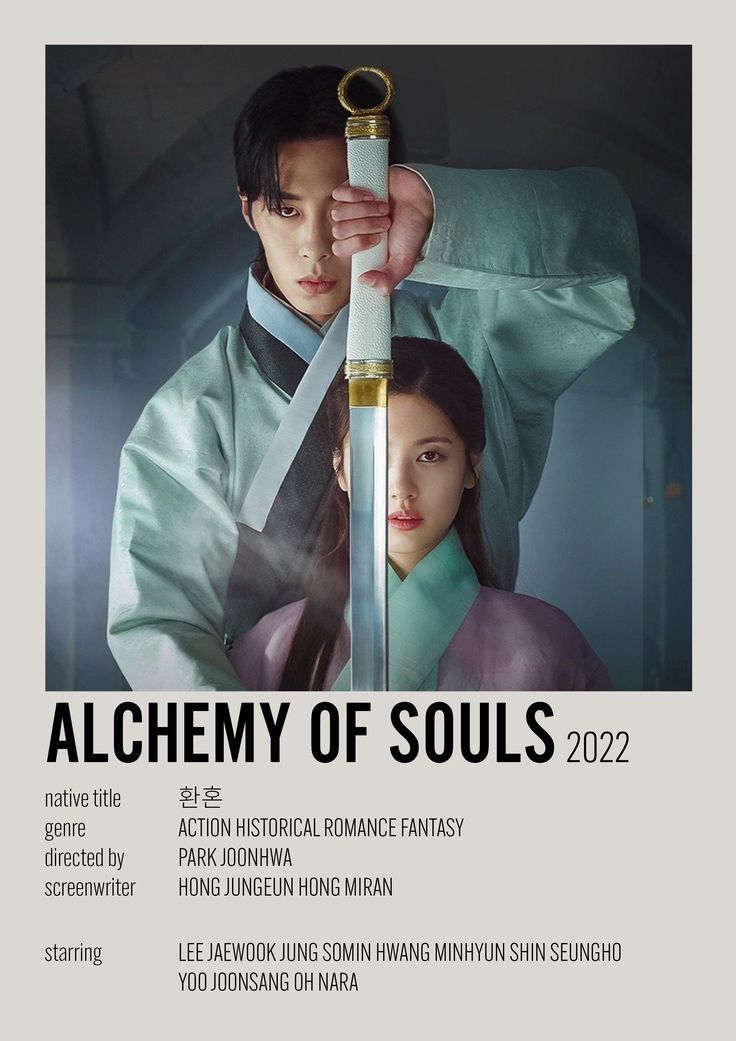 ALCHEMY OF SOULS 2022
native title 환혼
genre ACTION HISTORICAL ROMANCE FANTASY
directed by PARK JOONHWA
screenwriter HONG JUNGEUN HONG MIRAN
starring LEE JAEWOOK JUNG SOMIN HWANG MINHYUN SHIN SEUNGHO
YOO JOONSANG OH NARA